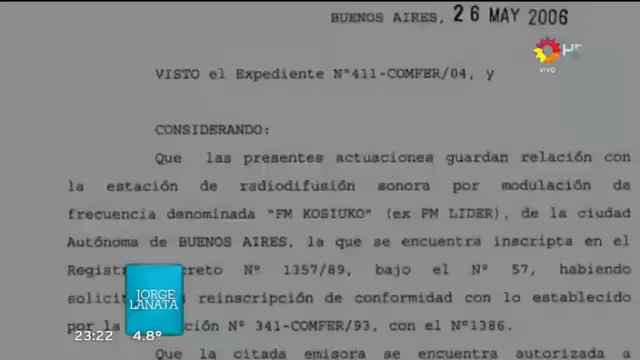 BUENOS AIRES, 26 MAY 2006
HD
VIVO
VISTO el Expediente N°411-COMFER/04, y
CONSIDERANDO:
Que las presentes actuaciones guardan relación con
la estación de radiodifusión sonora por modulación de
frecuencia denominada "FM KOSIUKO" (ex FM LIDER), de la ciudad
Autónoma de BUENOS AIRES, la que se encuentra inscripta en el
Registr creto N° 1357/89, bajo el N° 57, habiendo
solicit s reinscripción de conformidad con lo establecido
por la ción N° 341-COMFER/93, con el N°1386.
Que la citada emisora se encuentra autorizada a
JORGE
LANATA
23:22 4.8°